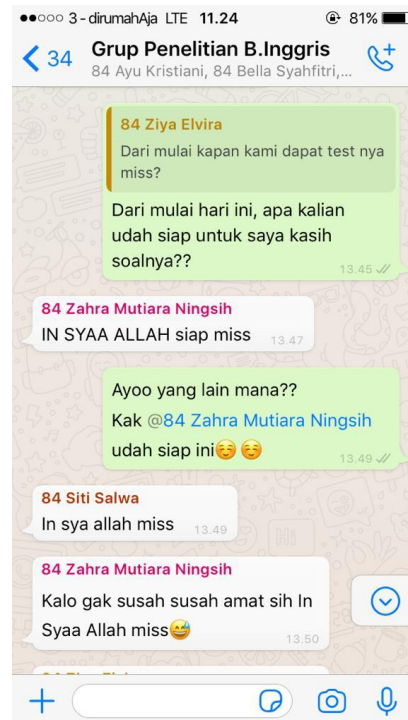 3 - dirumahAja LTE 11.24 81%
34 Grup Penelitian B.Inggris
84 Ayu Kristiani, 84 Bella Syahfitri,...
84 Ziya Elvira
Dari mulai kapan kami dapat test nya
miss?
Dari mulai hari ini, apa kalian
udah siap untuk saya kasih
soalnya??
13.45
84 Zahra Mutiara Ningsih
IN SYAA ALLAH siap miss 13.47
Ayoo yang lain mana??
Kak @84 Zahra Mutiara Ningsih
udah siap ini☺️☺️
13.49
84 Siti Salwa
In sya allah miss 13.49
84 Zahra Mutiara Ningsih
Kalo gak susah susah amat sih In
Syaa Allah miss😅
13.50